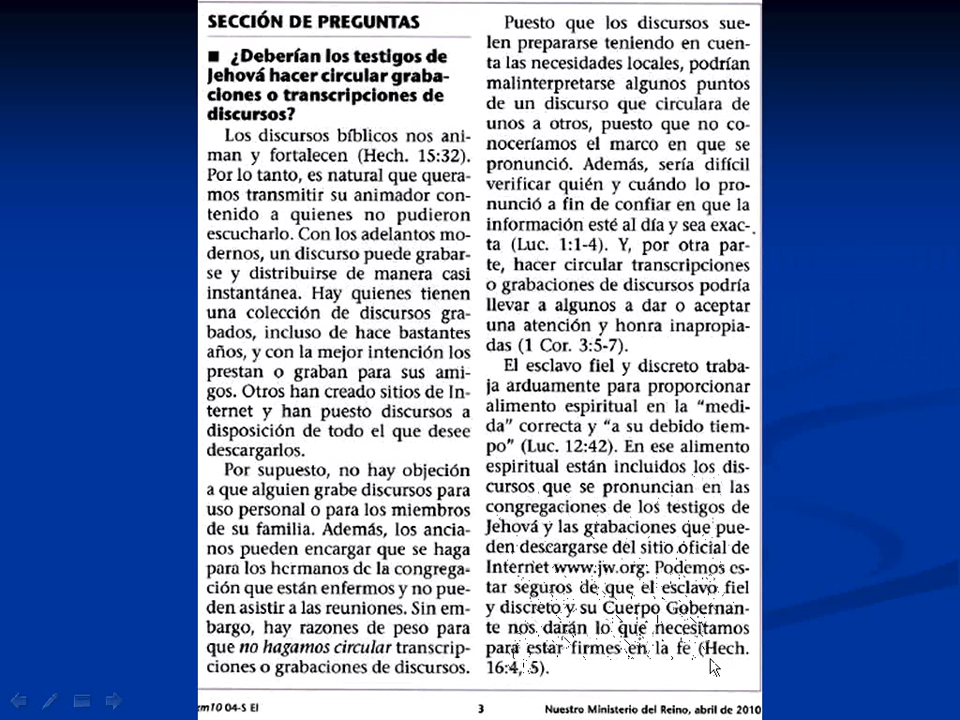 SECCIÓN DE PREGUNTAS
■ ¿Deberían los testigos de
Jehová hacer circular graba-
ciones o transcripciones de
discursos?
Los discursos bíblicos nos ani-
man y fortalecen (Hech. 15:32).
Por lo tanto, es natural que quera-
mos transmitir su animador con-
tenido a quienes no pudieron
escucharlo. Con los adelantos mo-
dernos, un discurso puede grabar-
se y distribuirse de manera casi
instantánea. Hay quienes tienen
una colección de discursos gra-
bados, incluso de hace bastantes
años, y con la mejor intención los
prestan o graban para sus ami-
gos. Otros han creado sitios de In-
ternet y han puesto discursos a
disposición de todo el que desee
descargarlos.
Por supuesto, no hay objeción
a que alguien grabe discursos para
uso personal o para los miembros
de su familia. Además, los ancia-
nos pueden encargar que se haga
para los hermanos de la congrega-
ción que están enfermos y no pue-
den asistir a las reuniones. Sin em-
bargo, hay razones de peso para
que no hagamos circular transcrip-
ciones o grabaciones de discursos.
Puesto que los discursos sue-
len prepararse teniendo en cuen-
ta las necesidades locales, podrían
malinterpretarse algunos puntos
de un discurso que circulara de
unos a otros, puesto que no co-
noceríamos el marco en que se
pronunció. Además, sería difícil
verificar quién y cuándo lo pro-
nunció a fin de confiar en que la
información esté al día y sea exac-
ta (Luc. 1:1-4). Y, por otra par-
te, hacer circular transcripciones
o grabaciones de discursos podría
llevar a algunos a dar o aceptar
una atención y honra inapropia-
das (1 Cor. 3:5-7).
El esclavo fiel y discreto traba-
ja arduamente para proporcionar
alimento espiritual en la “medi-
da” correcta y “a su debido tiem-
po” (Luc. 12:42). En ese alimento
espiritual están incluidos los dis-
cursos que se pronuncian en las
congregaciones de los testigos de
Jehová y las grabaciones que pue-
den descargarse del sitio oficial de
Internet www.jw.org. Podemos es-
tar seguros de que el esclavo fiel
y discreto y su Cuerpo Gobernan-
te nos darán lo que necesitamos
para estar firmes en la fe (Hech.
16:4, 5).
km10 04-S El
3
Nuestro Ministerio del Reino, abril de 2010